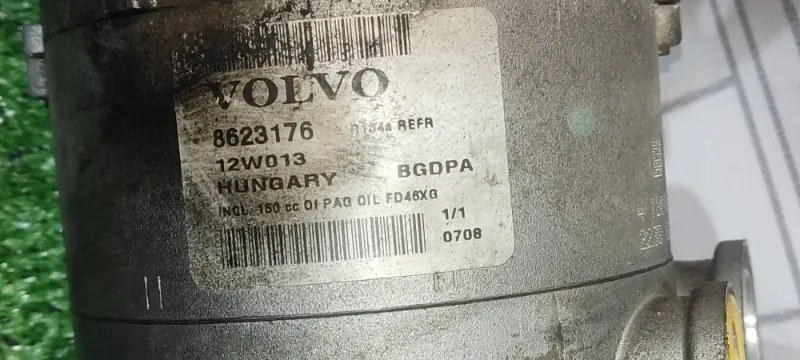 VOLVO
8623176 R134a REFR
12W013
HUNGARY BGDPA
INCL. 150 cc Of PAG OIL FD46XG
1/1
0708